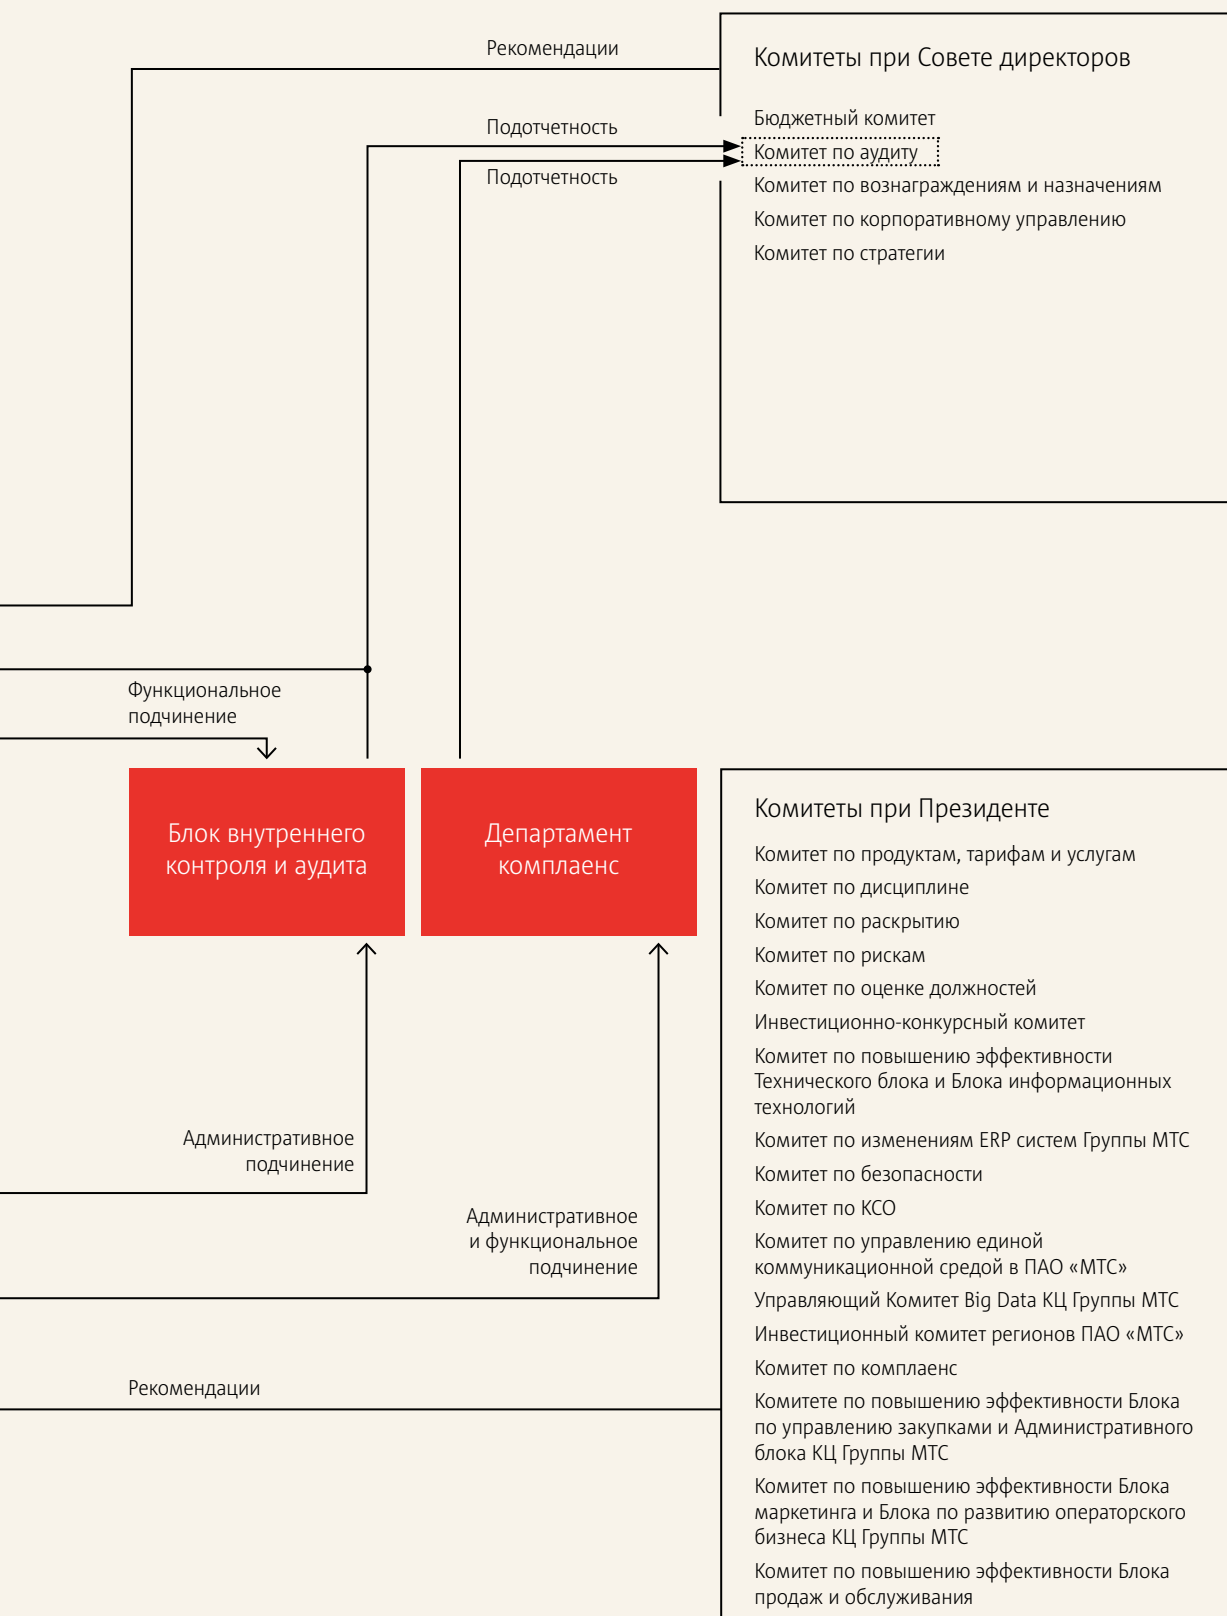 Рекомендации
Комитеты при Совете директоров
Подотчетность
Подотчетность
Бюджетный комитет
Комитет по аудиту
Комитет по вознаграждениям и назначениям
Комитет по корпоративному управлению
Комитет по стратегии
Функциональное
подчинение
Блок внутреннего
контроля и аудита
Департамент
комплаенс
Административное
подчинение
Административное
и функциональное
подчинение
Рекомендации
Комитеты при Президенте
Комитет по продуктам, тарифам и услугам
Комитет по дисциплине
Комитет по раскрытию
Комитет по рискам
Комитет по оценке должностей
Инвестиционно-конкурсный комитет
Комитет по повышению эффективности
Технического блока и Блока информационных
технологий
Комитет по изменениям ERP систем Группы МТС
Комитет по безопасности
Комитет по КСО
Комитет по управлению единой
коммуникационной средой в ПАО «МТС»
Управляющий Комитет Big Data КЦ Группы МТС
Инвестиционный комитет регионов ПАО «МТС»
Комитет по комплаенс
Комитете по повышению эффективности Блока
по управлению закупками и Административного
блока КЦ Группы МТС
Комитет по повышению эффективности Блока
маркетинга и Блока по развитию операторского
бизнеса КЦ Группы МТС
Комитет по повышению эффективности Блока
продаж и обслуживания